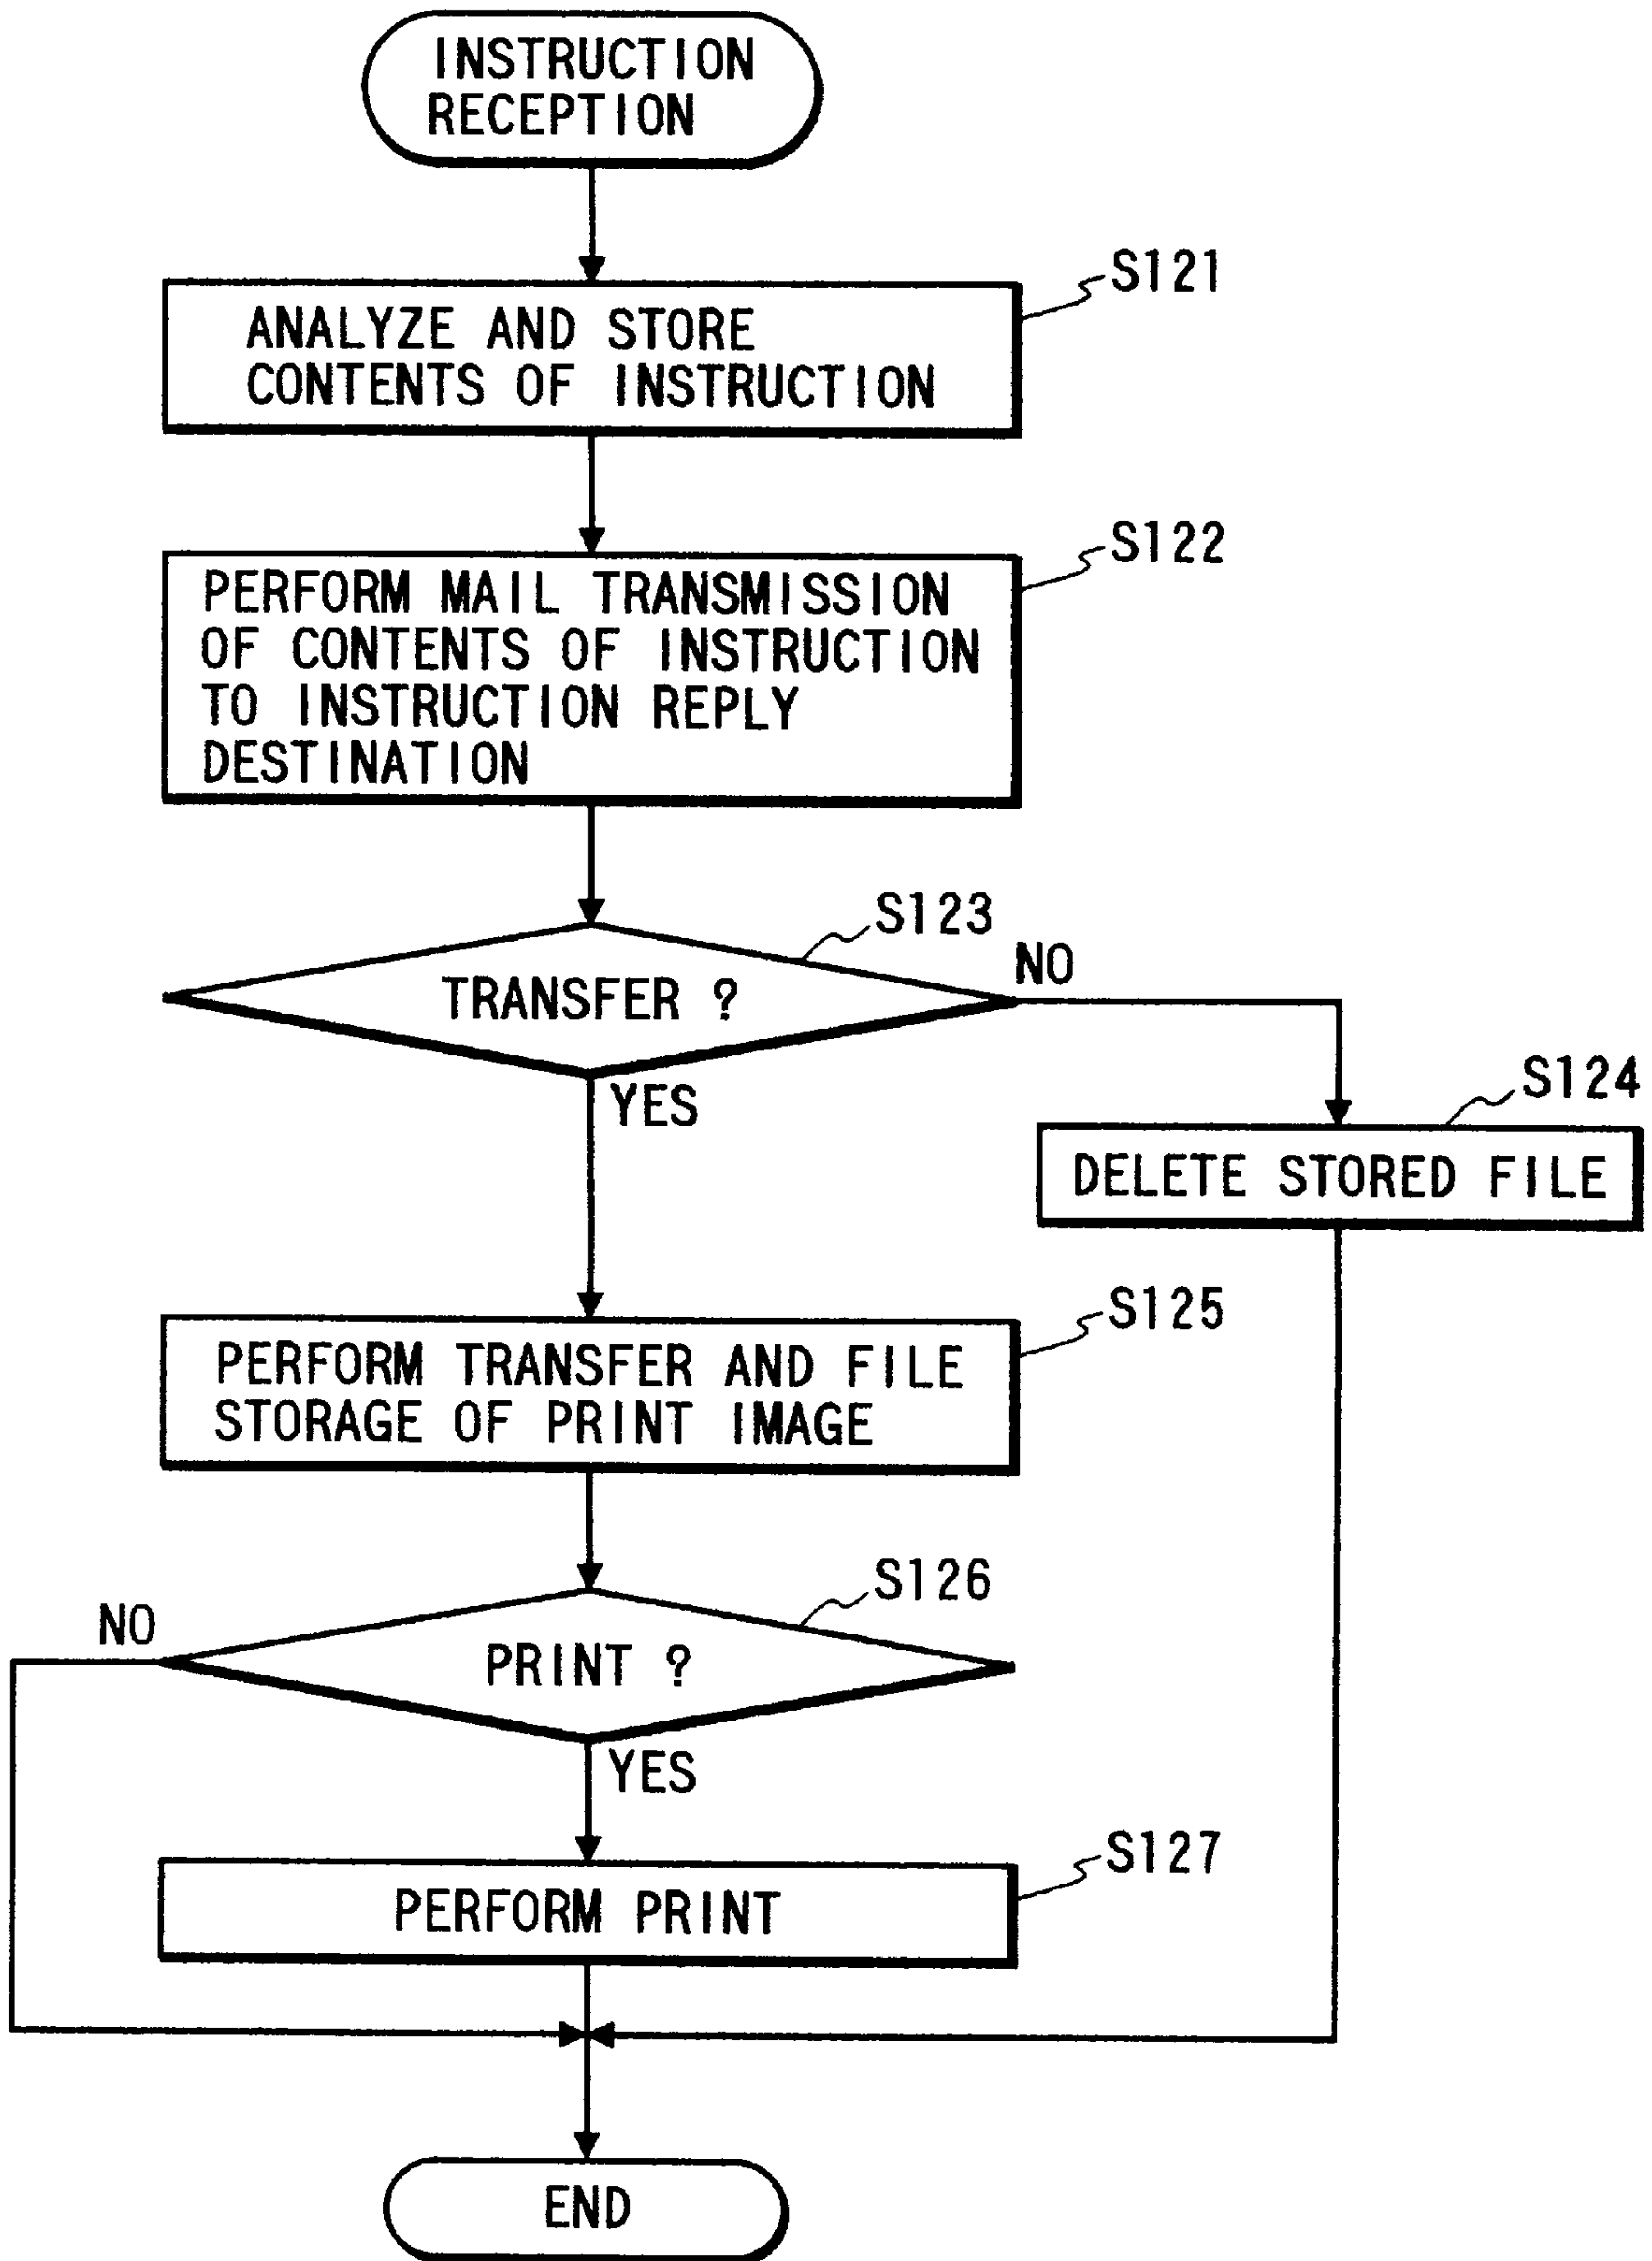 INSTRUCTION
RECEPTION
S121
ANALYZE AND STORE
CONTENTS OF INSTRUCTION
S122
PERFORM MAIL TRANSMISSION
OF CONTENTS OF INSTRUCTION
TO INSTRUCTION REPLY
DESTINATION
S123
TRANSFER ?
NO
YES
S124
DELETE STORED FILE
S125
PERFORM TRANSFER AND FILE
STORAGE OF PRINT IMAGE
S126
NO
PRINT ?
YES
S127
PERFORM PRINT
END